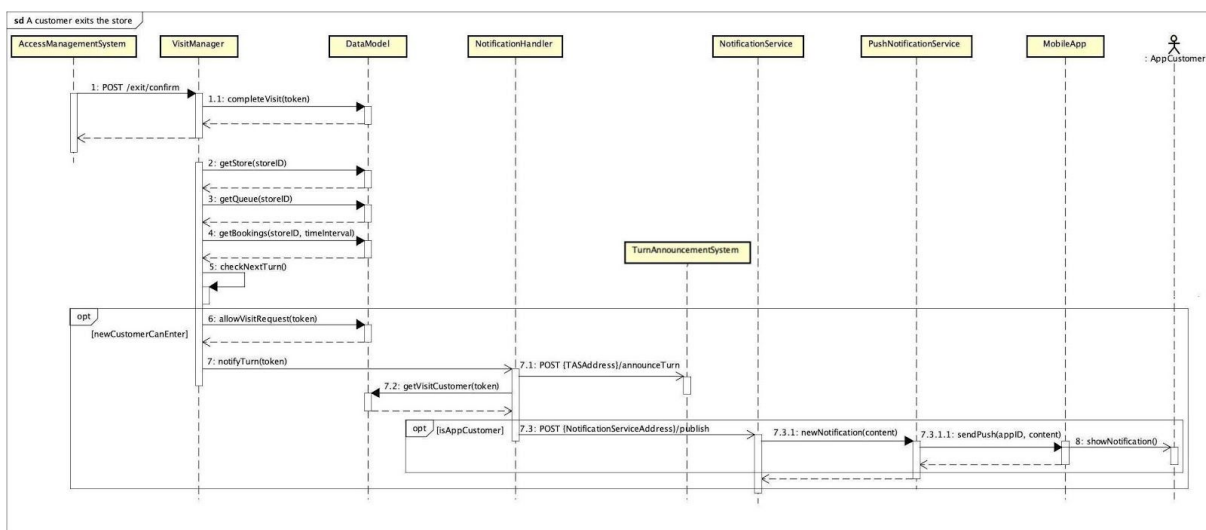 sd A customer exits the store
AccessManagementSystem
VisitManager
DataModel
NotificationHandler
NotificationService
PushNotificationService
MobileApp
: AppCustomer
1: POST /exit/confirm
1.1: completeVisit(token)
2: getStore(storeID)
3: getQueue(storeID)
4: getBookings(storeID, timeInterval)
TurnAnnouncementSystem
5: checkNextTurn()
opt
[newCustomerCanEnter]
6: allowVisitRequest(token)
7: notifyTurn(token)
7.1: POST {TASAddress}/announceTurn
7.2: getVisitCustomer(token)
opt
[isAppCustomer]
7.3: POST {NotificationServiceAddress}/publish
7.3.1: newNotification(content)
7.3.1.1: sendPush(appID, content)
8: showNotification()